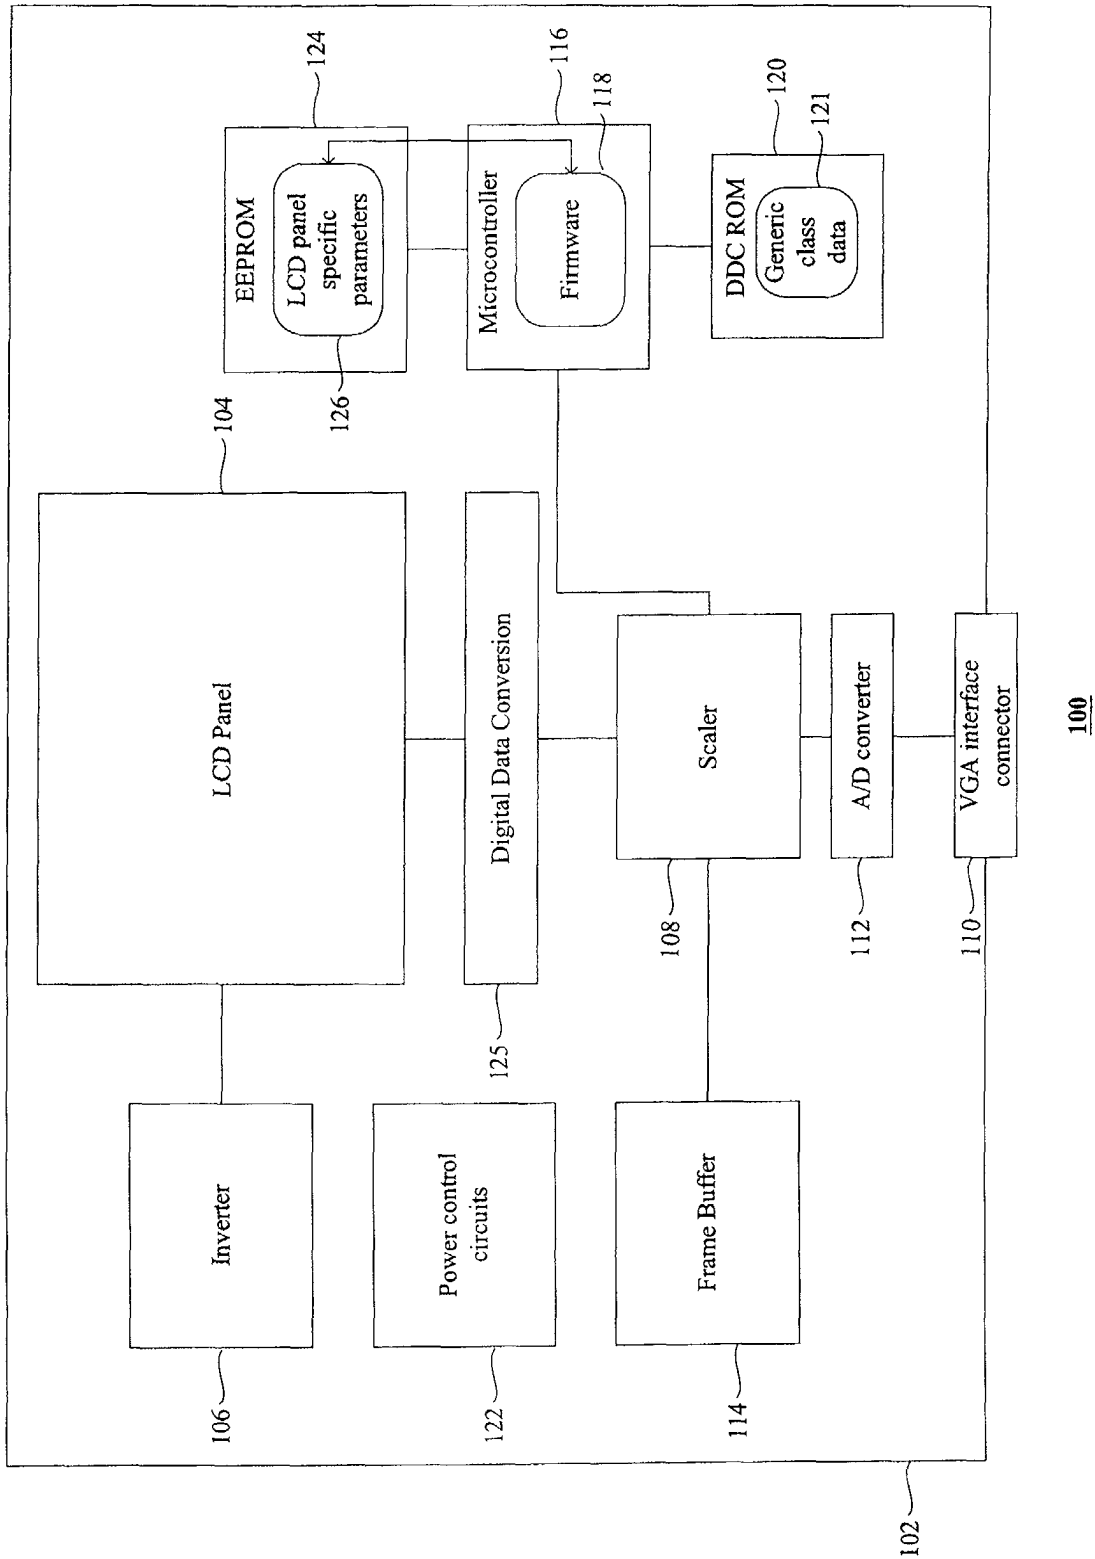 104
124
LCD Panel
EEPROM
LCD panel
specific
parameters
126
Inverter
106
116
Microcontroller
118
Firmware
Digital Data Conversion
125
Power control
circuits
122
120
DDC ROM
121
Generic
class
data
Scaler
108
Frame Buffer
114
A/D converter
112
VGA interface
connector
110
102
100